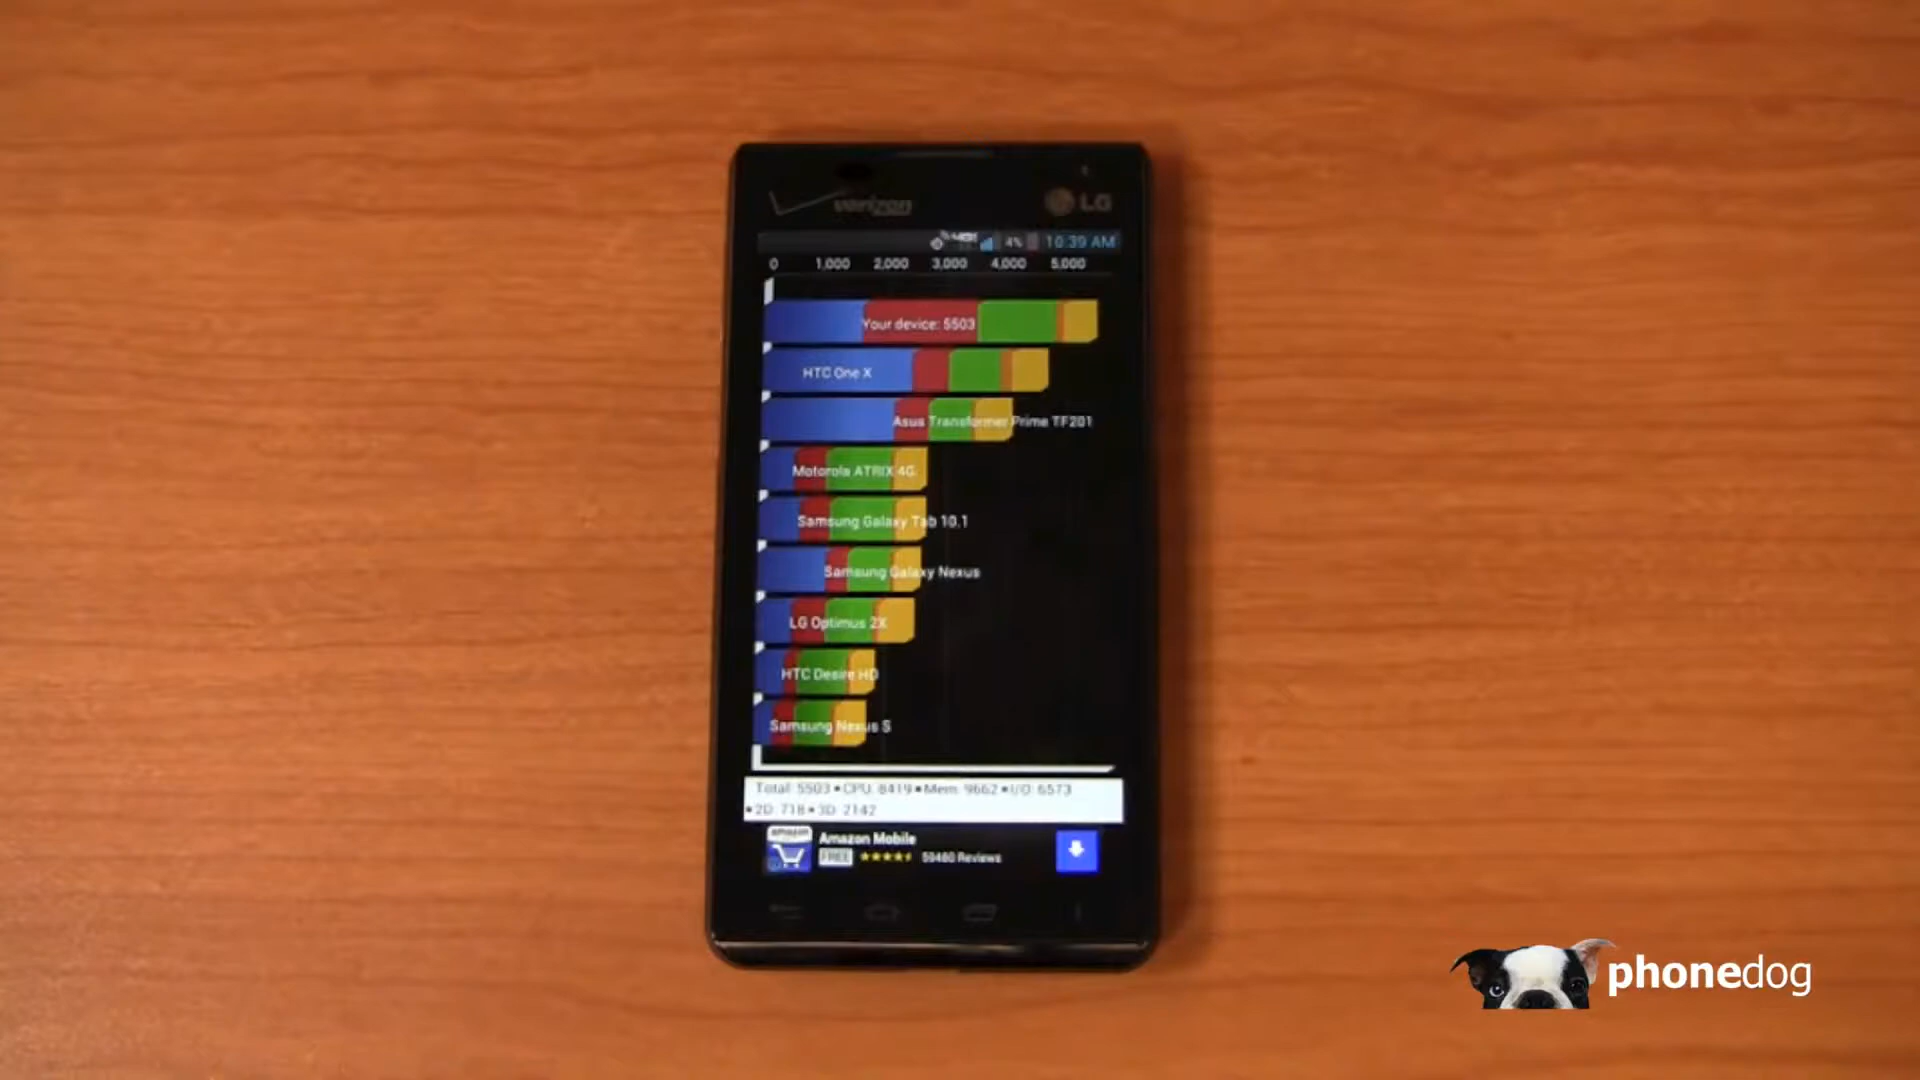 verizon
LG
4% 10:39 AM
0 1,000 2,000 3,000 4,000 5,000
Your device: 5503
HTC One X
Asus Transformer Prime TF201
Motorola ATRIX 4G
Samsung Galaxy Tab 10.1
Samsung Galaxy Nexus
LG Optimus 2X
HTC Desire HD
Samsung Nexus S
Total: 5503 ▪ CPU: 8419 ▪ Mem: 9662 ▪ I/O: 6573
▪ 2D: 718 ▪ 3D: 2142
amazon
Amazon Mobile
FREE 59480 Reviews
phonedog